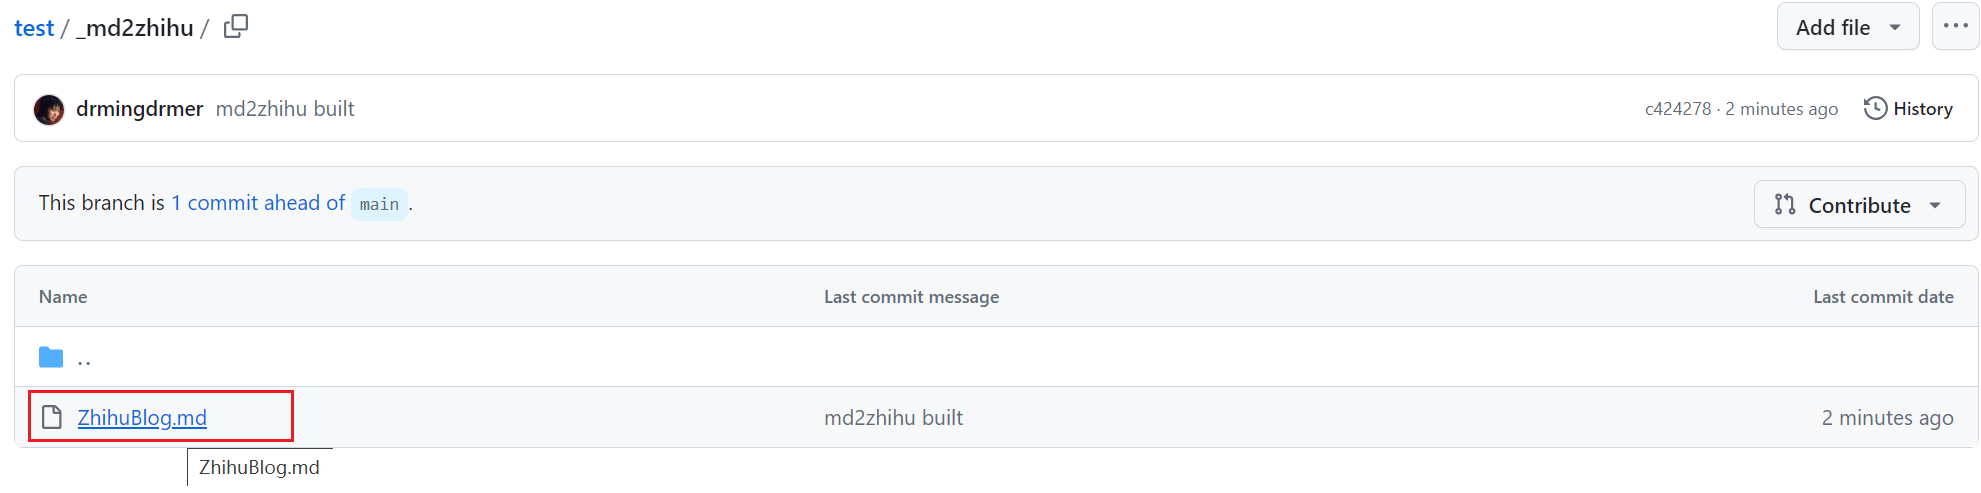 test / _md2zhihu /
Add file
drmingdrmer md2zhihu built
c424278 · 2 minutes ago
History
This branch is 1 commit ahead of main .
Contribute
Name
Last commit message
Last commit date
..
ZhihuBlog.md
md2zhihu built
2 minutes ago
ZhihuBlog.md